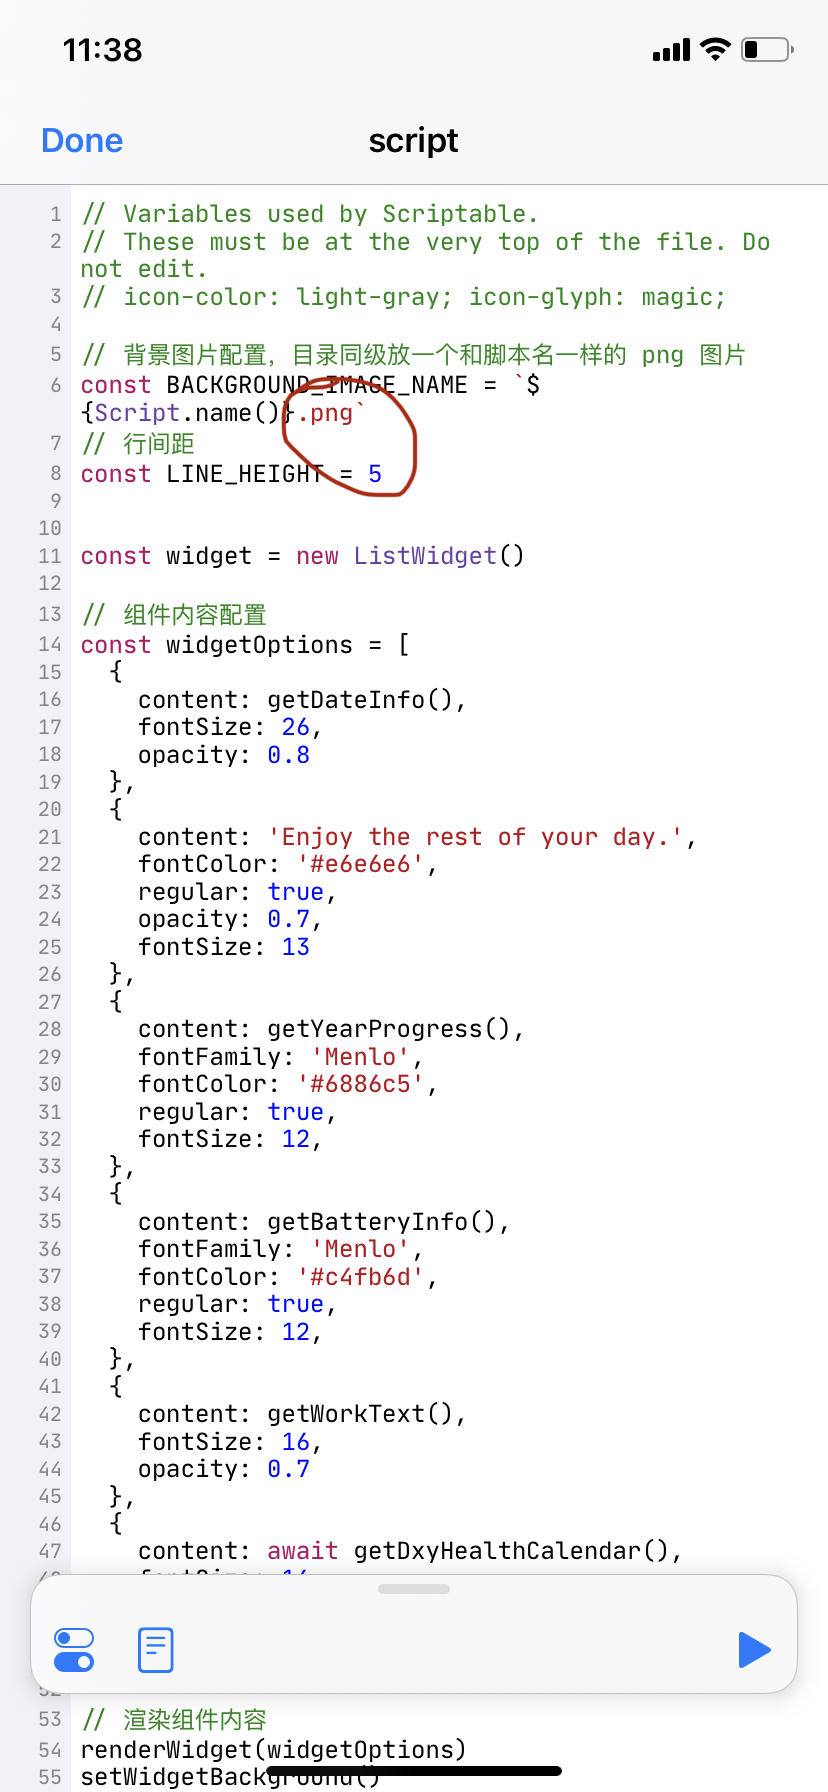 11:38
Done
script
1 // Variables used by Scriptable.
2 // These must be at the very top of the file. Do
not edit.
3 // icon-color: light-gray; icon-glyph: magic;
4
5 // 背景图片配置，目录同级放一个和脚本名一样的 png 图片
6 const BACKGROUND_IMAGE_NAME = `$
{Script.name()}.png`
7 // 行间距
8 const LINE_HEIGHT = 5
9
10
11 const widget = new ListWidget()
12
13 // 组件内容配置
14 const widgetOptions = [
15 {
16 content: getDateInfo(),
17 fontSize: 26,
18 opacity: 0.8
19 },
20 {
21 content: 'Enjoy the rest of your day.',
22 fontColor: '#e6e6e6',
23 regular: true,
24 opacity: 0.7,
25 fontSize: 13
26 },
27 {
28 content: getYearProgress(),
29 fontFamily: 'Menlo',
30 fontColor: '#6886c5',
31 regular: true,
32 fontSize: 12,
33 },
34 {
35 content: getBatteryInfo(),
36 fontFamily: 'Menlo',
37 fontColor: '#c4fb6d',
38 regular: true,
39 fontSize: 12,
40 },
41 {
42 content: getWorkText(),
43 fontSize: 16,
44 opacity: 0.7
45 },
46 {
47 content: await getDxyHealthCalendar(),
53 // 渲染组件内容
54 renderWidget(widgetOptions)
55 setWidgetBackground()